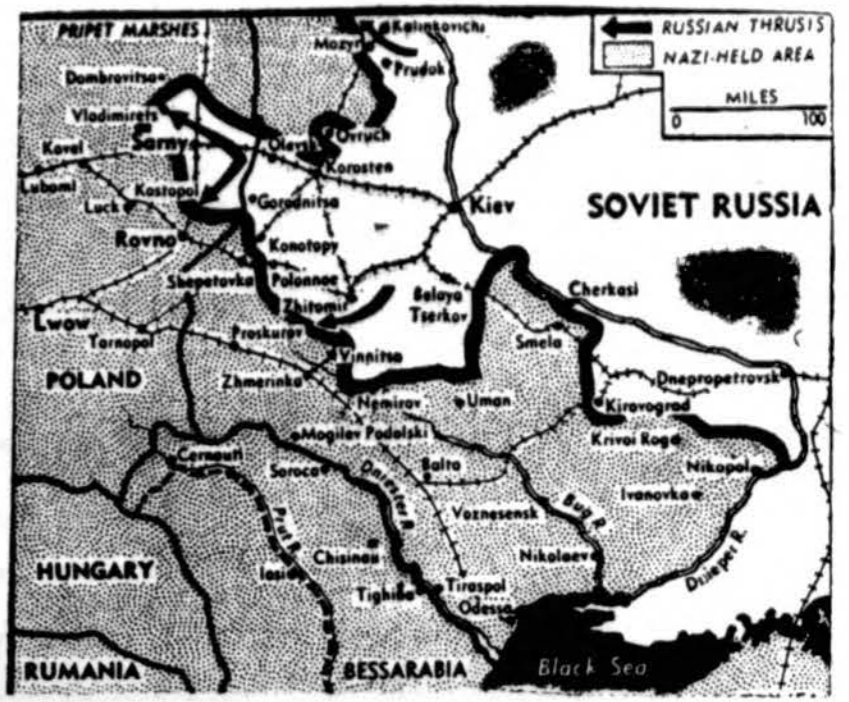 PRIPET MARSHES
Kalinkovichi
Mozyr
Prudok
RUSSIAN THRUSTS
NAZI-HELD AREA
MILES
0 100
Dombrovitsa
Vladimirets
Sarny
Olevsk
Ovruch
Kovel
Korosten
Luboml
Kostopol
Luck
Gorodnitsa
Kiev
SOVIET RUSSIA
Rovno
Konotopy
Shepetovka
Polonnoe
Zhitomir
Belaya
Tserkov
Cherkasi
Lwow
Tarnopol
Proskurov
Smela
Vinnitsa
POLAND
Zhmerinka
Dnepropetrovsk
Nemirov
Uman
Kirovograd
Mogilev Podolski
Krivoi Rog
Cernauti
Soroca
Dniester R.
Balta
Nikopol
Ivanovka
Prut R.
Voznesensk
Bug R.
Chisinau
Nikolaev
Dnieper R.
HUNGARY
Iasi
Tighina
Tiraspol
Odessa
RUMANIA
BESSARABIA
Black Sea